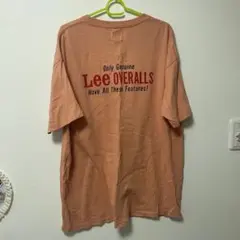 Only Genuine
Lee OVERALLS
Have All These Features!